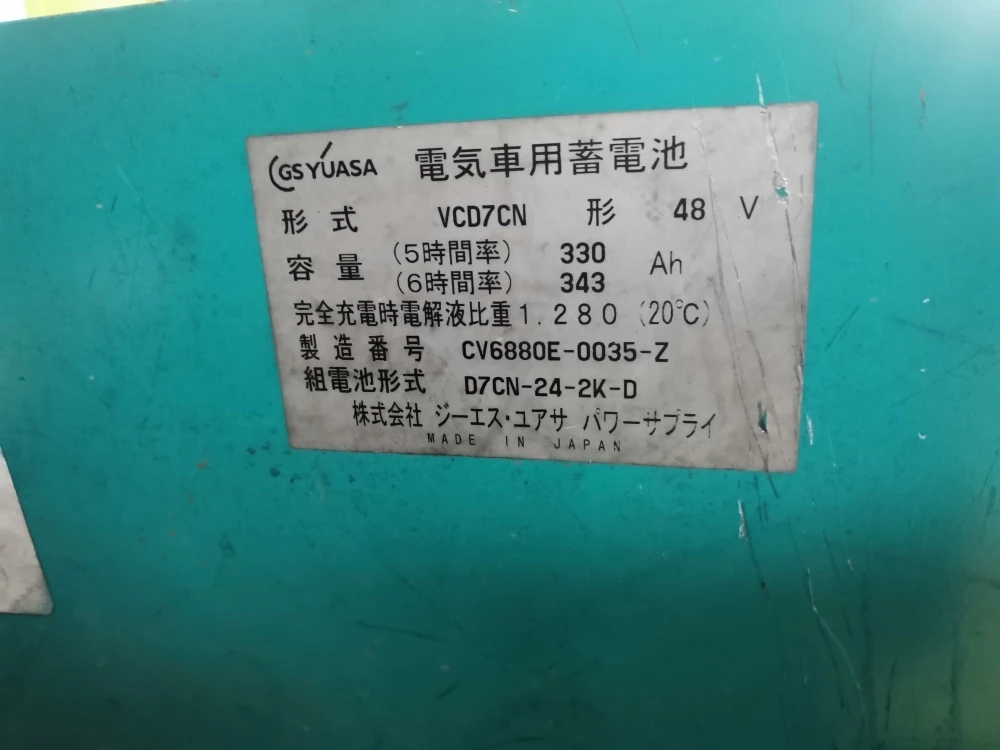 GS YUASA 電気車用蓄電池
形式 VCD7CN 形 48 V
容量 (5時間率) 330 Ah
(6時間率) 343
完全充電時電解液比重1.280 (20℃)
製造番号 CV6880E-0035-Z
組電池形式 D7CN-24-2K-D
株式会社 ジーエス・ユアサ パワーサプライ
MADE IN JAPAN